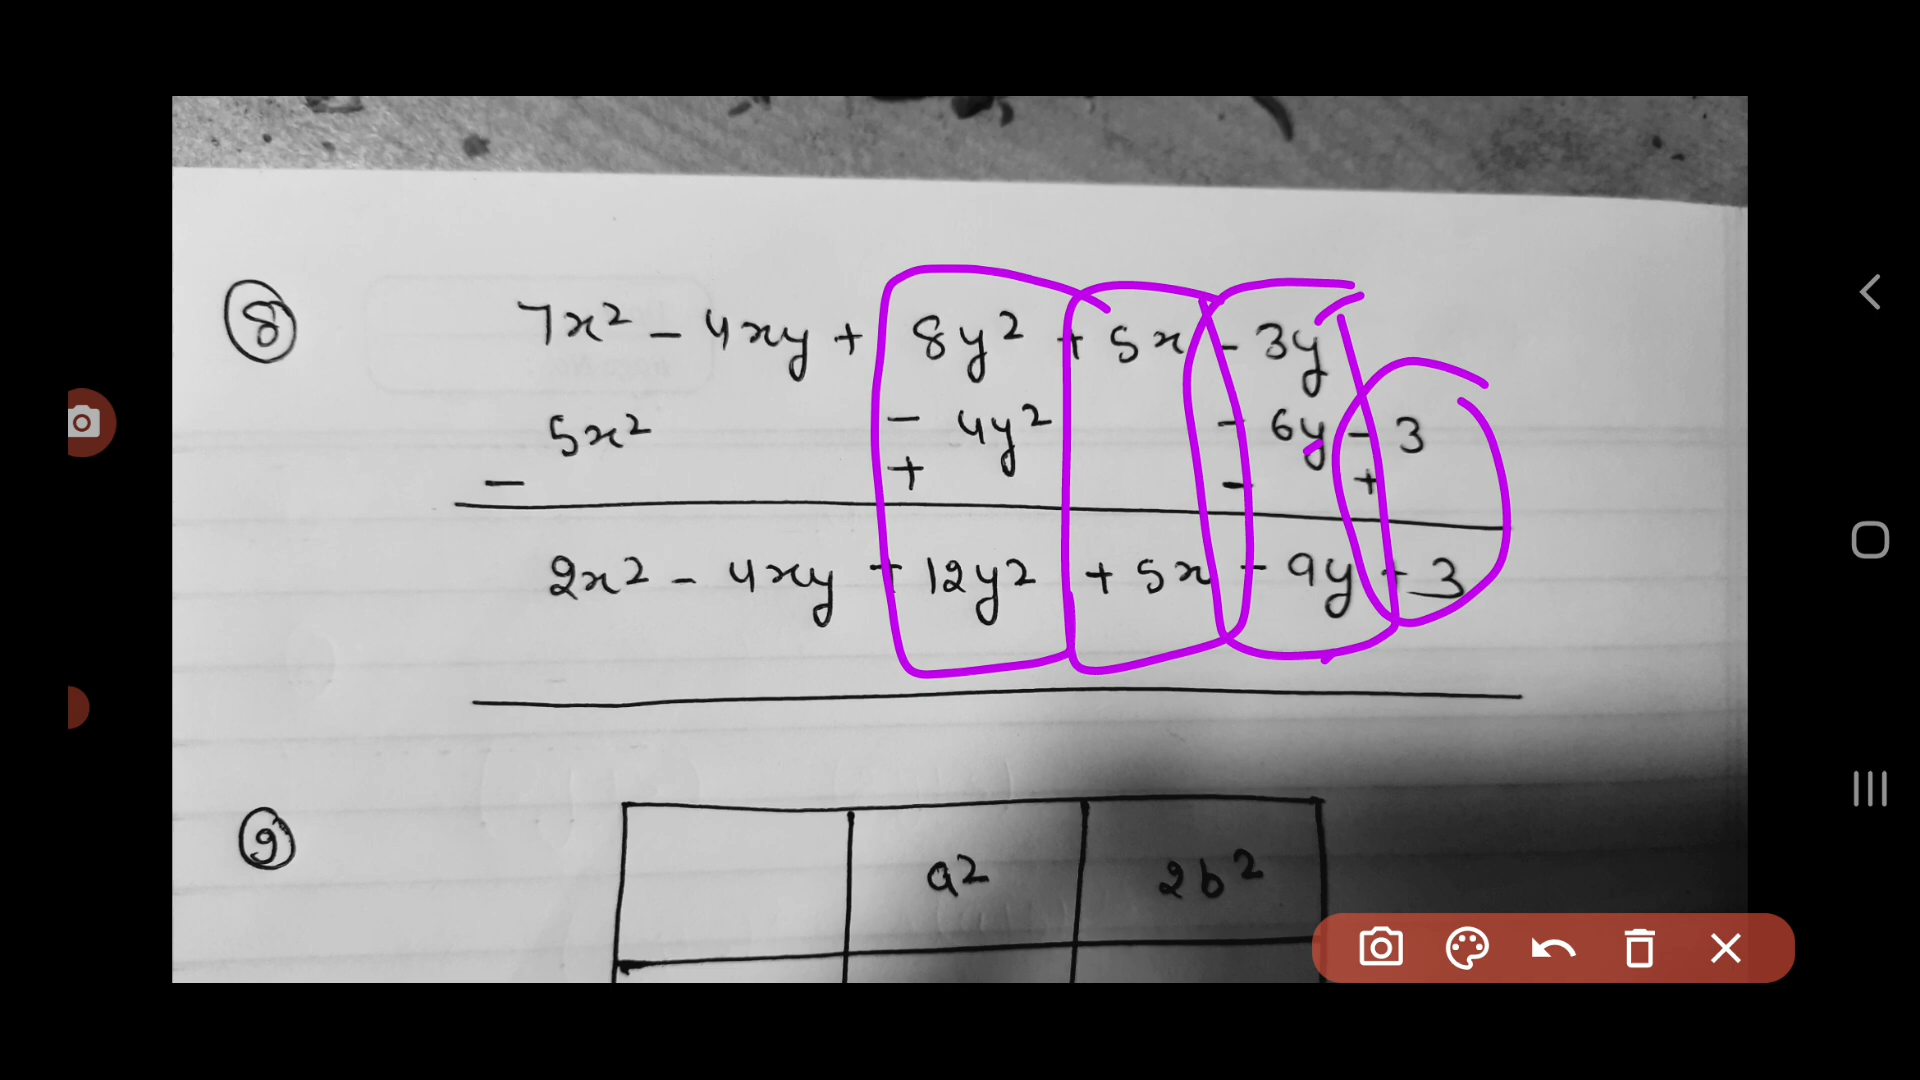 8
7x² - 4xy + 8y² + 5x - 3y
5x² - 4y² - 6y - 3
- + - +
2x² - 4xy + 12y² + 5x - 9y + 3
9
a² 2b²